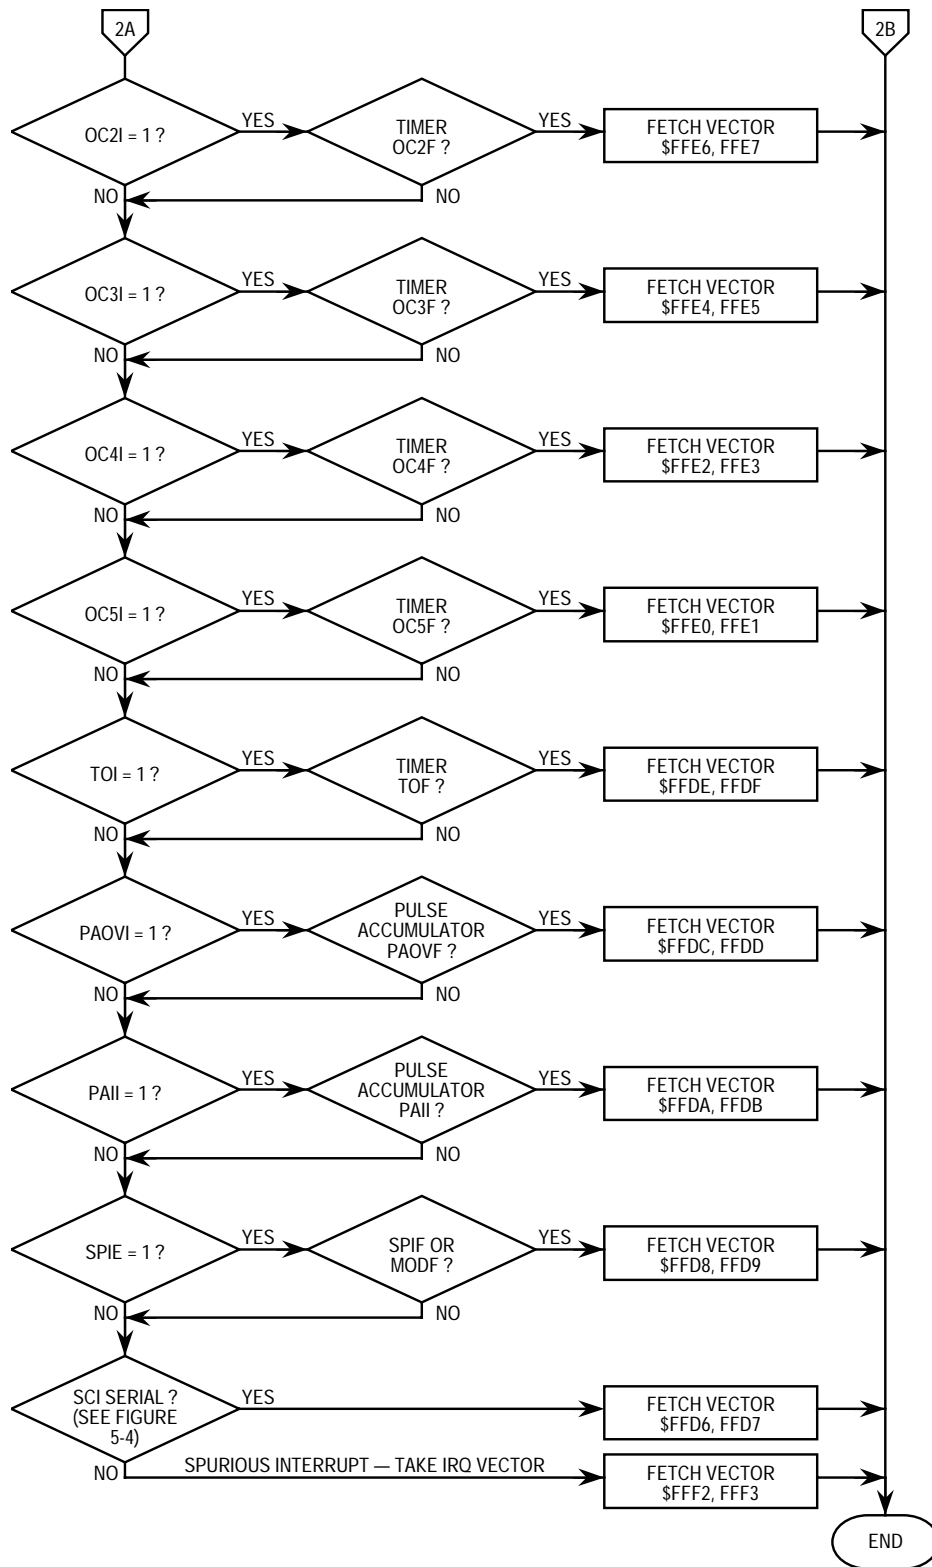 2A
2B
OC2I = 1 ?
YES
TIMER
OC2F ?
YES
FETCH VECTOR
$FFE6, FFE7
NO
NO
OC3I = 1 ?
YES
TIMER
OC3F ?
YES
FETCH VECTOR
$FFE4, FFE5
NO
NO
OC4I = 1 ?
YES
TIMER
OC4F ?
YES
FETCH VECTOR
$FFE2, FFE3
NO
NO
OC5I = 1 ?
YES
TIMER
OC5F ?
YES
FETCH VECTOR
$FFE0, FFE1
NO
NO
TOI = 1 ?
YES
TIMER
TOF ?
YES
FETCH VECTOR
$FFDE, FFDF
NO
NO
PAOVI = 1 ?
YES
PULSE
ACCUMULATOR
PAOVF ?
YES
FETCH VECTOR
$FFDC, FFDD
NO
NO
PAII = 1 ?
YES
PULSE
ACCUMULATOR
PAII ?
YES
FETCH VECTOR
$FFDA, FFDB
NO
NO
SPIE = 1 ?
YES
SPIF OR
MODF ?
YES
FETCH VECTOR
$FFD8, FFD9
NO
NO
SCI SERIAL ?
(SEE FIGURE
5-4)
YES
FETCH VECTOR
$FFD6, FFD7
NO
SPURIOUS INTERRUPT — TAKE IRQ VECTOR
FETCH VECTOR
$FFF2, FFF3
END